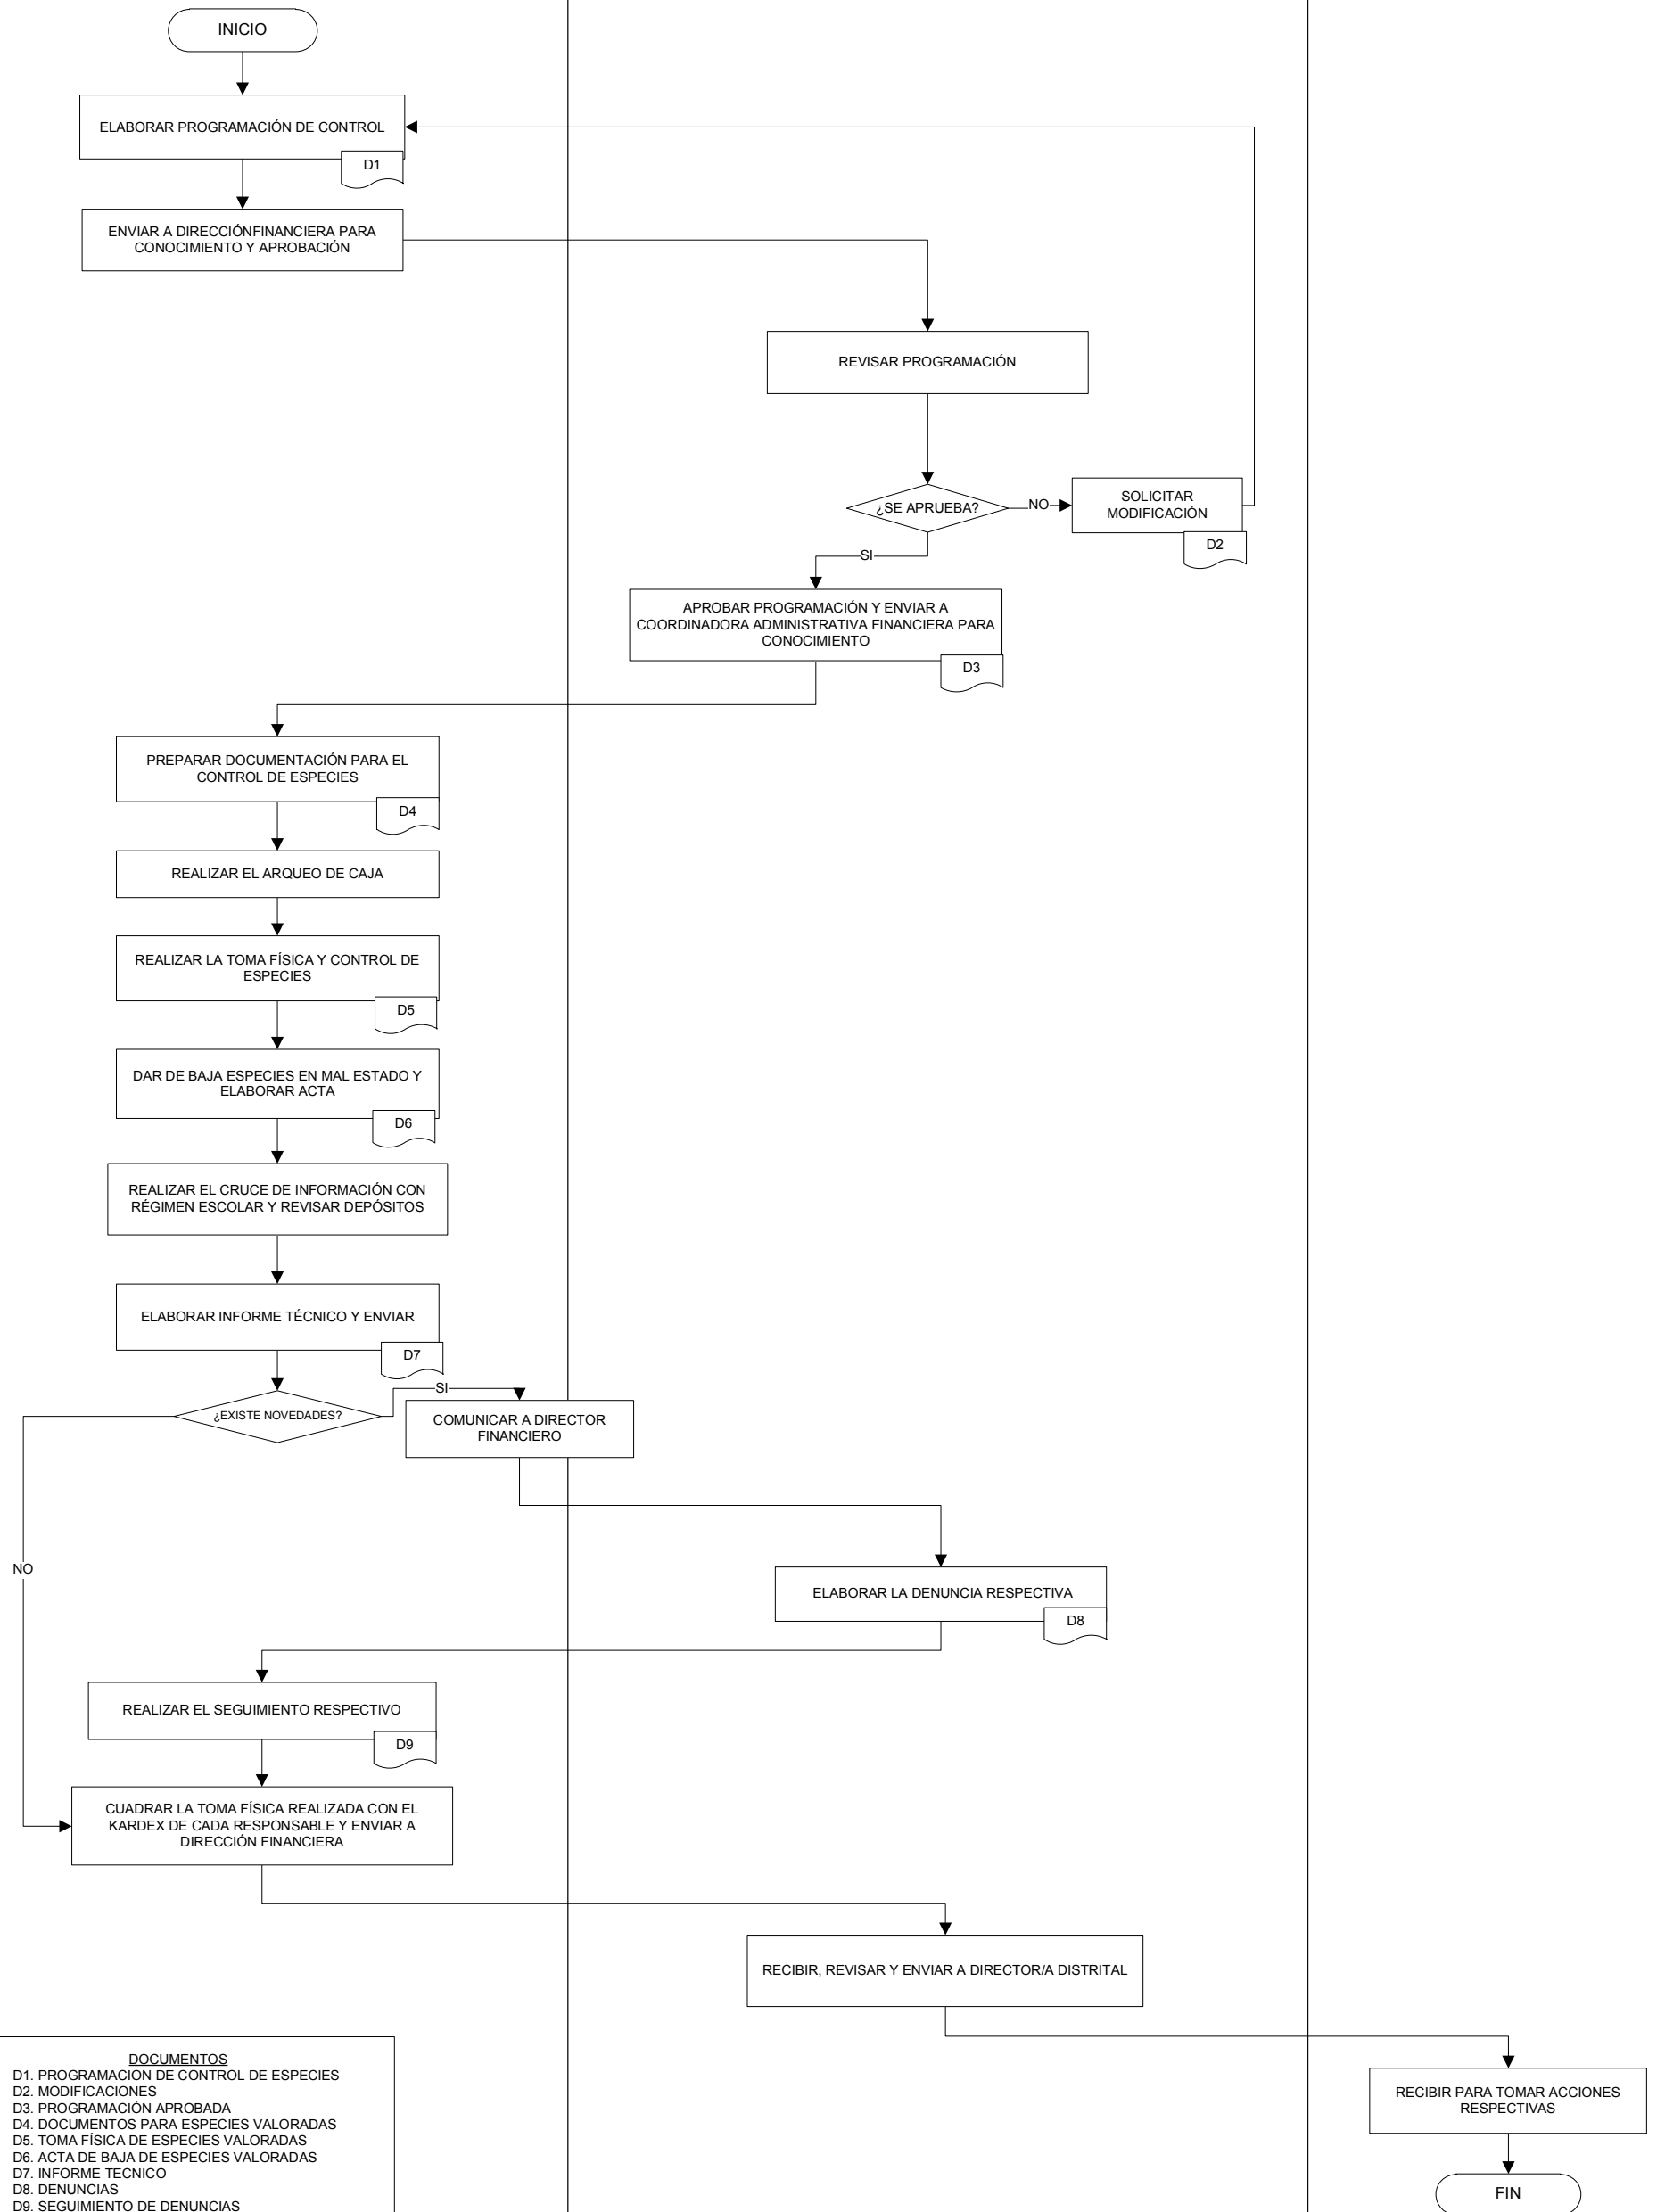 INICIO
ELABORAR PROGRAMACIÓN DE CONTROL
D1
ENVIAR A DIRECCIÓNFINANCIERA PARA
CONOCIMIENTO Y APROBACIÓN
REVISAR PROGRAMACIÓN
¿SE APRUEBA?
NO
SOLICITAR
MODIFICACIÓN
D2
SI
APROBAR PROGRAMACIÓN Y ENVIAR A
COORDINADORA ADMINISTRATIVA FINANCIERA PARA
CONOCIMIENTO
D3
PREPARAR DOCUMENTACIÓN PARA EL
CONTROL DE ESPECIES
D4
REALIZAR EL ARQUEO DE CAJA
REALIZAR LA TOMA FÍSICA Y CONTROL DE
ESPECIES
D5
DAR DE BAJA ESPECIES EN MAL ESTADO Y
ELABORAR ACTA
D6
REALIZAR EL CRUCE DE INFORMACIÓN CON
RÉGIMEN ESCOLAR Y REVISAR DEPÓSITOS
ELABORAR INFORME TÉCNICO Y ENVIAR
D7
¿EXISTE NOVEDADES?
SI
COMUNICAR A DIRECTOR
FINANCIERO
NO
ELABORAR LA DENUNCIA RESPECTIVA
D8
REALIZAR EL SEGUIMIENTO RESPECTIVO
D9
CUADRAR LA TOMA FÍSICA REALIZADA CON EL
KARDEX DE CADA RESPONSABLE Y ENVIAR A
DIRECCIÓN FINANCIERA
RECIBIR, REVISAR Y ENVIAR A DIRECTOR/A DISTRITAL
RECIBIR PARA TOMAR ACCIONES
RESPECTIVAS
FIN
DOCUMENTOS
D1. PROGRAMACION DE CONTROL DE ESPECIES
D2. MODIFICACIONES
D3. PROGRAMACIÓN APROBADA
D4. DOCUMENTOS PARA ESPECIES VALORADAS
D5. TOMA FÍSICA DE ESPECIES VALORADAS
D6. ACTA DE BAJA DE ESPECIES VALORADAS
D7. INFORME TECNICO
D8. DENUNCIAS
D9. SEGUIMIENTO DE DENUNCIAS